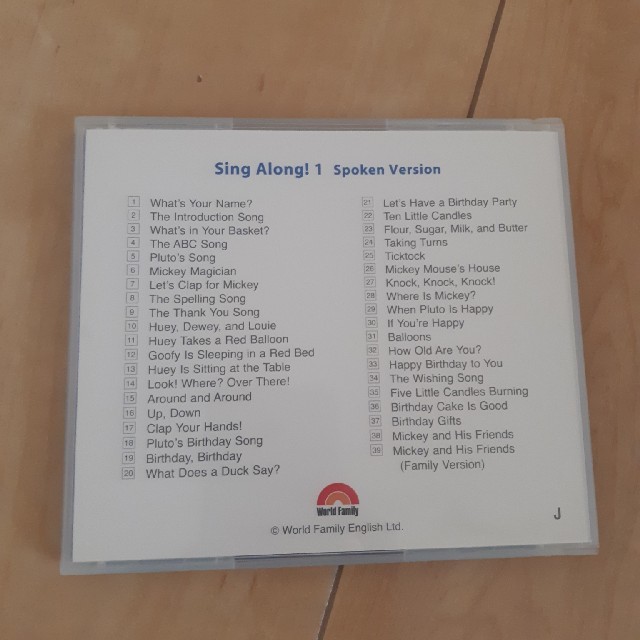 Sing Along! 1 Spoken Version
1 What's Your Name?
2 The Introduction Song
3 What's in Your Basket?
4 The ABC Song
5 Pluto's Song
6 Mickey Magician
7 Let's Clap for Mickey
8 The Spelling Song
9 The Thank You Song
10 Huey, Dewey, and Louie
11 Huey Takes a Red Balloon
12 Goofy Is Sleeping in a Red Bed
13 Huey Is Sitting at the Table
14 Look! Where? Over There!
15 Around and Around
16 Up, Down
17 Clap Your Hands!
18 Pluto's Birthday Song
19 Birthday, Birthday
20 What Does a Duck Say?
21 Let's Have a Birthday Party
22 Ten Little Candles
23 Flour, Sugar, Milk, and Butter
24 Taking Turns
25 Ticktock
26 Mickey Mouse's House
27 Knock, Knock, Knock!
28 Where Is Mickey?
29 When Pluto Is Happy
30 If You're Happy
31 Balloons
32 How Old Are You?
33 Happy Birthday to You
34 The Wishing Song
35 Five Little Candles Burning
36 Birthday Cake Is Good
37 Birthday Gifts
38 Mickey and His Friends
39 Mickey and His Friends
(Family Version)
World Family
© World Family English Ltd.
J